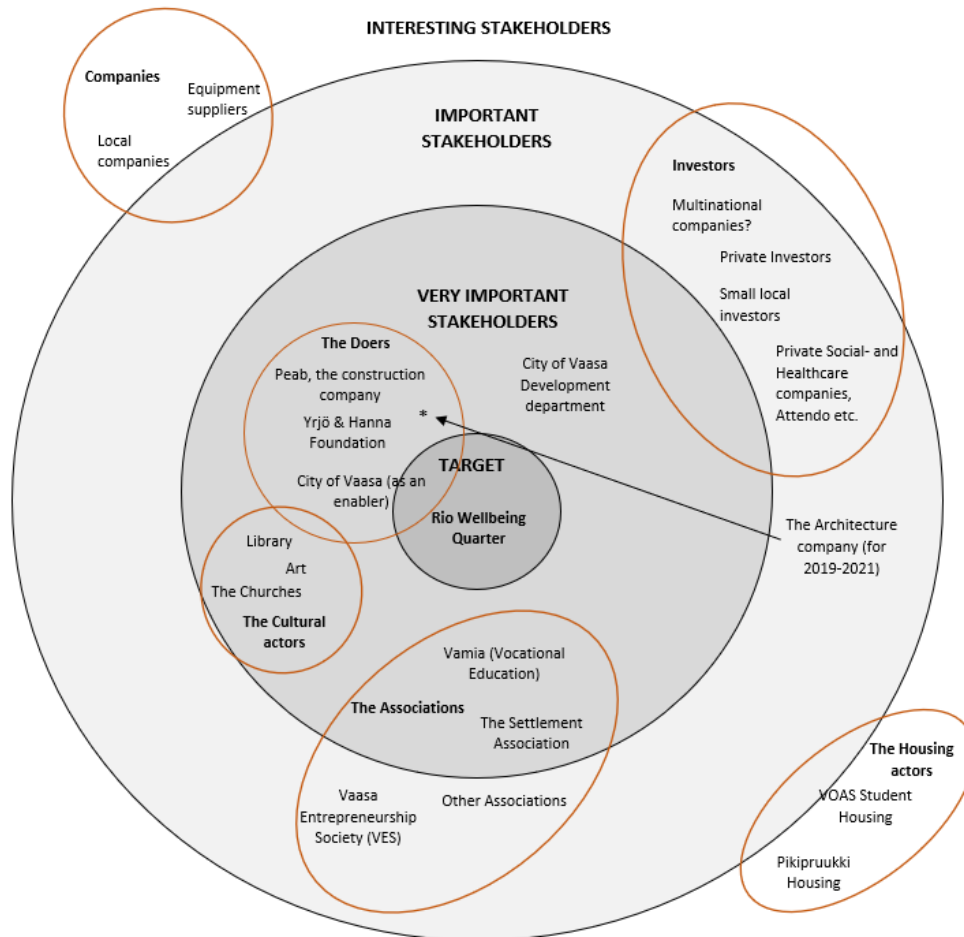 INTERESTING STAKEHOLDERS
Companies
Equipment
suppliers
Local
companies
IMPORTANT
STAKEHOLDERS
Investors
Multinational
companies?
Private Investors
Small local
investors
Private Social- and
Healthcare
companies,
Attendo etc.
VERY IMPORTANT
STAKEHOLDERS
The Doers
Peab, the construction
company
*
Yrjö & Hanna
Foundation
City of Vaasa (as an
enabler)
City of Vaasa
Development
department
TARGET
Rio Wellbeing
Quarter
The Architecture
company (for
2019-2021)
Library
Art
The Churches
The Cultural
actors
Vamia (Vocational
Education)
The Associations
The Settlement
Association
Vaasa
Entrepreneurship
Society (VES)
Other Associations
The Housing
actors
VOAS Student
Housing
Pikipruukki
Housing